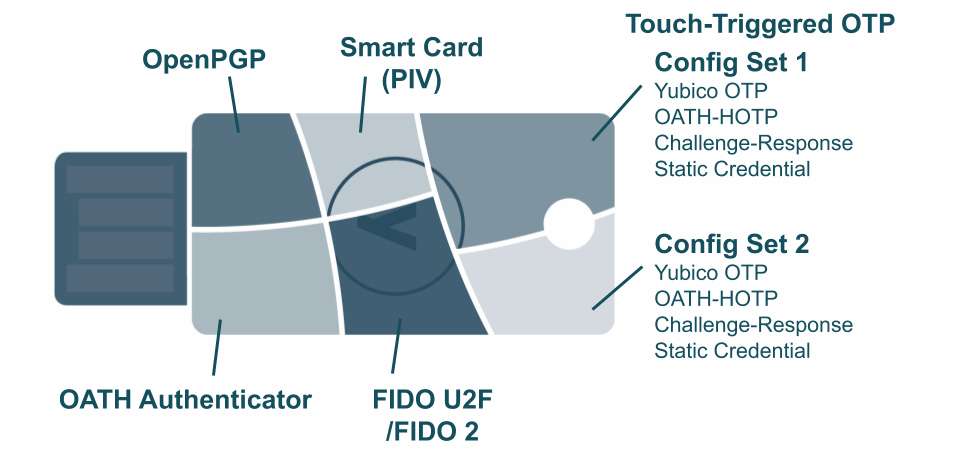 Touch-Triggered OTP
OpenPGP
Smart Card
(PIV)
Config Set 1
Yubico OTP
OATH-HOTP
Challenge-Response
Static Credential
Config Set 2
Yubico OTP
OATH-HOTP
Challenge-Response
Static Credential
OATH Authenticator
FIDO U2F
/FIDO 2